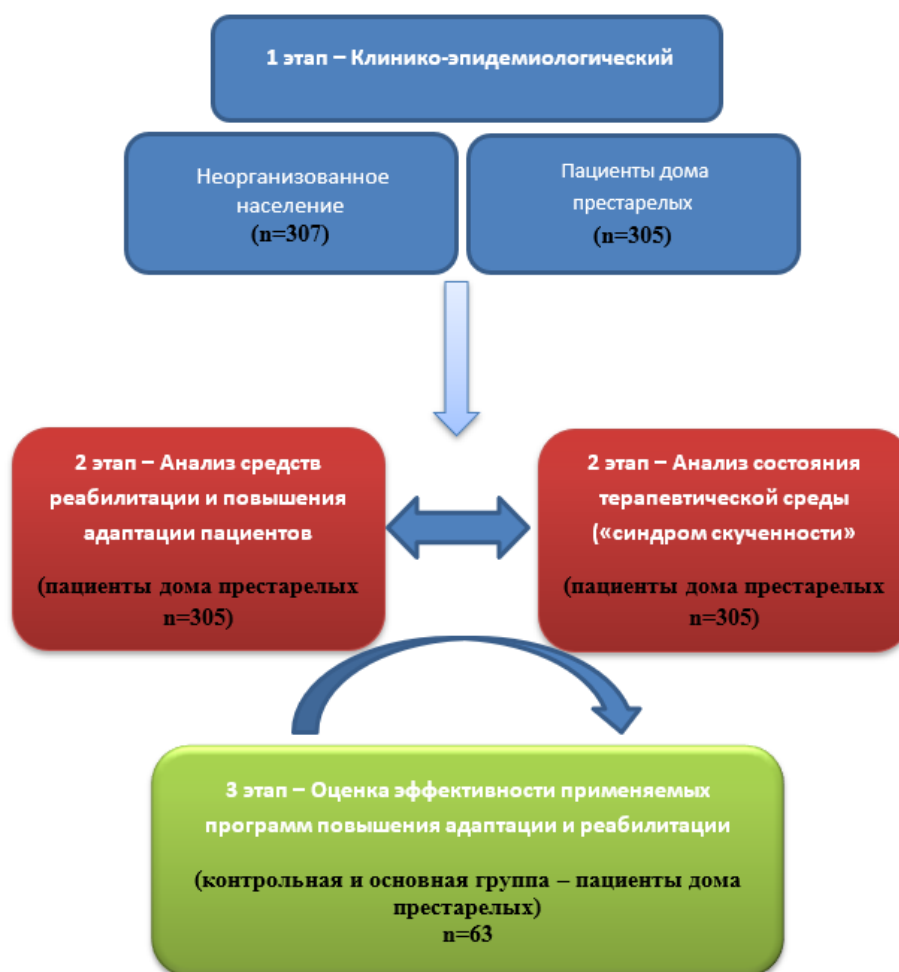 1 этап – Клинико-эпидемиологический
Неорганизованное
население
(n=307)
Пациенты дома
престарелых
(n=305)
2 этап – Анализ средств
реабилитации и повышения
адаптации пациентов
(пациенты дома престарелых
n=305)
2 этап – Анализ состояния
терапевтической среды
(«синдром скученности»
(пациенты дома престарелых
n=305)
3 этап – Оценка эффективности применяемых
программ повышения адаптации и реабилитации
(контрольная и основная группа – пациенты дома
престарелых)
n=63